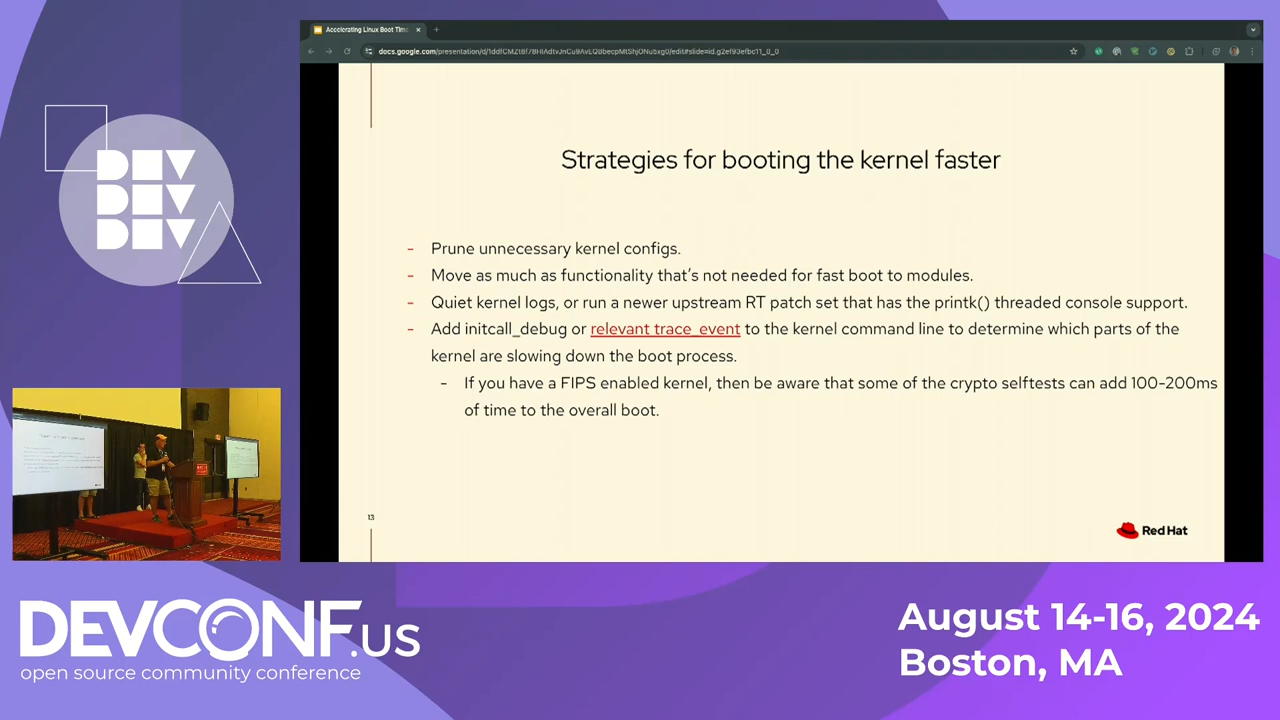 Accelerating Linux Boot Time
DEV
DEV
DEV
Strategies for booting the kernel faster
- Prune unnecessary kernel configs.
- Move as much as functionality that's not needed for fast boot to modules.
- Quiet kernel logs, or run a newer upstream RT patch set that has the printk() threaded console support.
- Add initcall_debug or relevant trace_event to the kernel command line to determine which parts of the
kernel are slowing down the boot process.
- If you have a FIPS enabled kernel, then be aware that some of the crypto selftests can add 100-200ms
of time to the overall boot.
13
Red Hat
DEVCONF.us
open source community conference
August 14-16, 2024
Boston, MA